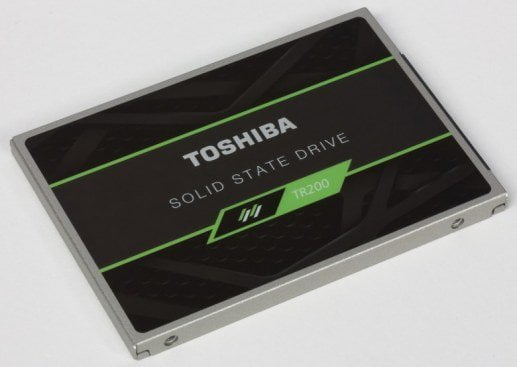 TOSHIBA
SOLID STATE DRIVE
TR200